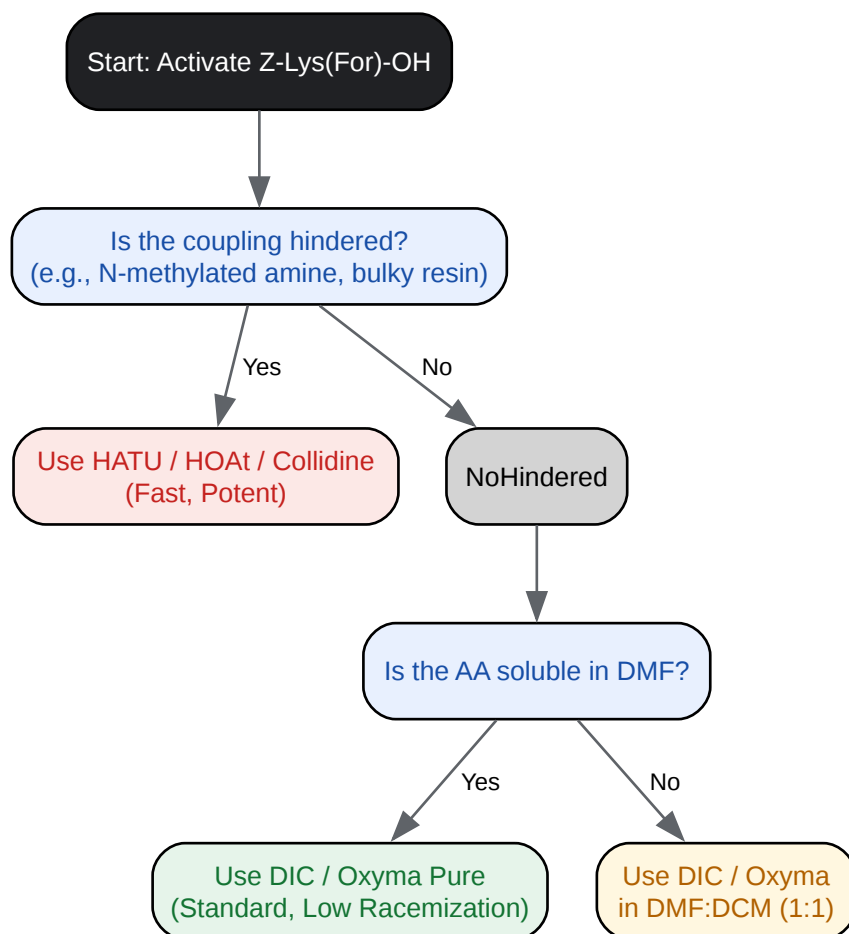 Start: Activate Z-Lys(For)-OH
Is the coupling hindered?
(e.g., N-methylated amine, bulky resin)
Yes
No
Use HATU / HOAt / Collidine
(Fast, Potent)
NoHindered
Is the AA soluble in DMF?
Yes
No
Use DIC / Oxyma Pure
(Standard, Low Racemization)
Use DIC / Oxyma
in DMF:DCM (1:1)